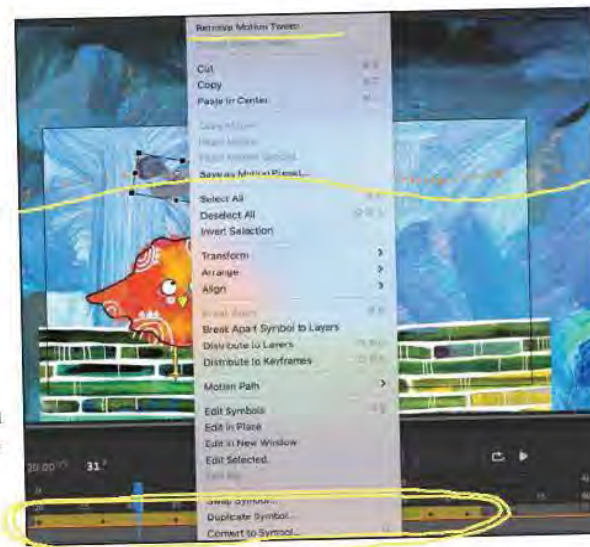 Remove Motion Tween
Cut
Copy
Paste in Center
Save as Motion Preset...
Select All
Deselect All
Invert Selection
Transform
Arrange
Align
Break Apart
Break Apart Symbol to Layers
Distribute to Layers
Distribute to Keyframes
Motion Path
Edit Symbols
Edit in Place
Edit in New Window
Edit Selected
31
Swap Symbol...
Duplicate Symbol...
Convert to Symbol...